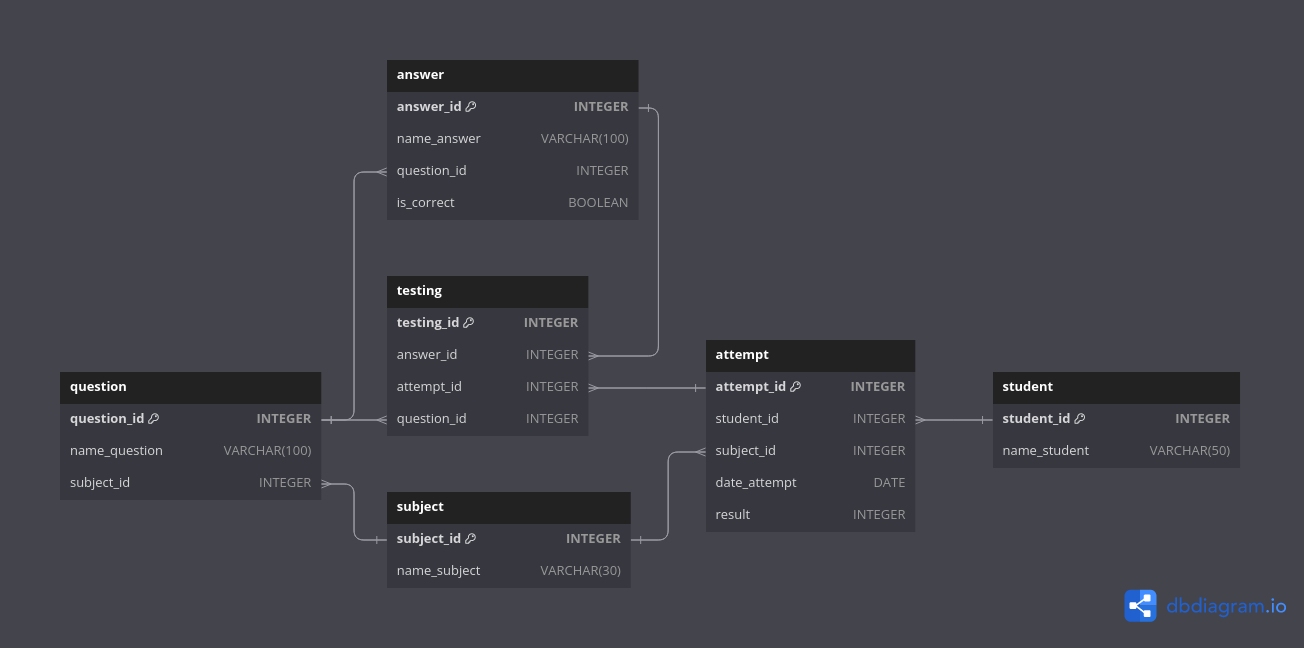 answer
answer_id INTEGER
name_answer VARCHAR(100)
question_id INTEGER
is_correct BOOLEAN
testing
testing_id INTEGER
answer_id INTEGER
attempt_id INTEGER
question_id INTEGER
question
question_id INTEGER
name_question VARCHAR(100)
subject_id INTEGER
subject
subject_id INTEGER
name_subject VARCHAR(30)
attempt
attempt_id INTEGER
student_id INTEGER
subject_id INTEGER
date_attempt DATE
result INTEGER
student
student_id INTEGER
name_student VARCHAR(50)
dbdiagram.io